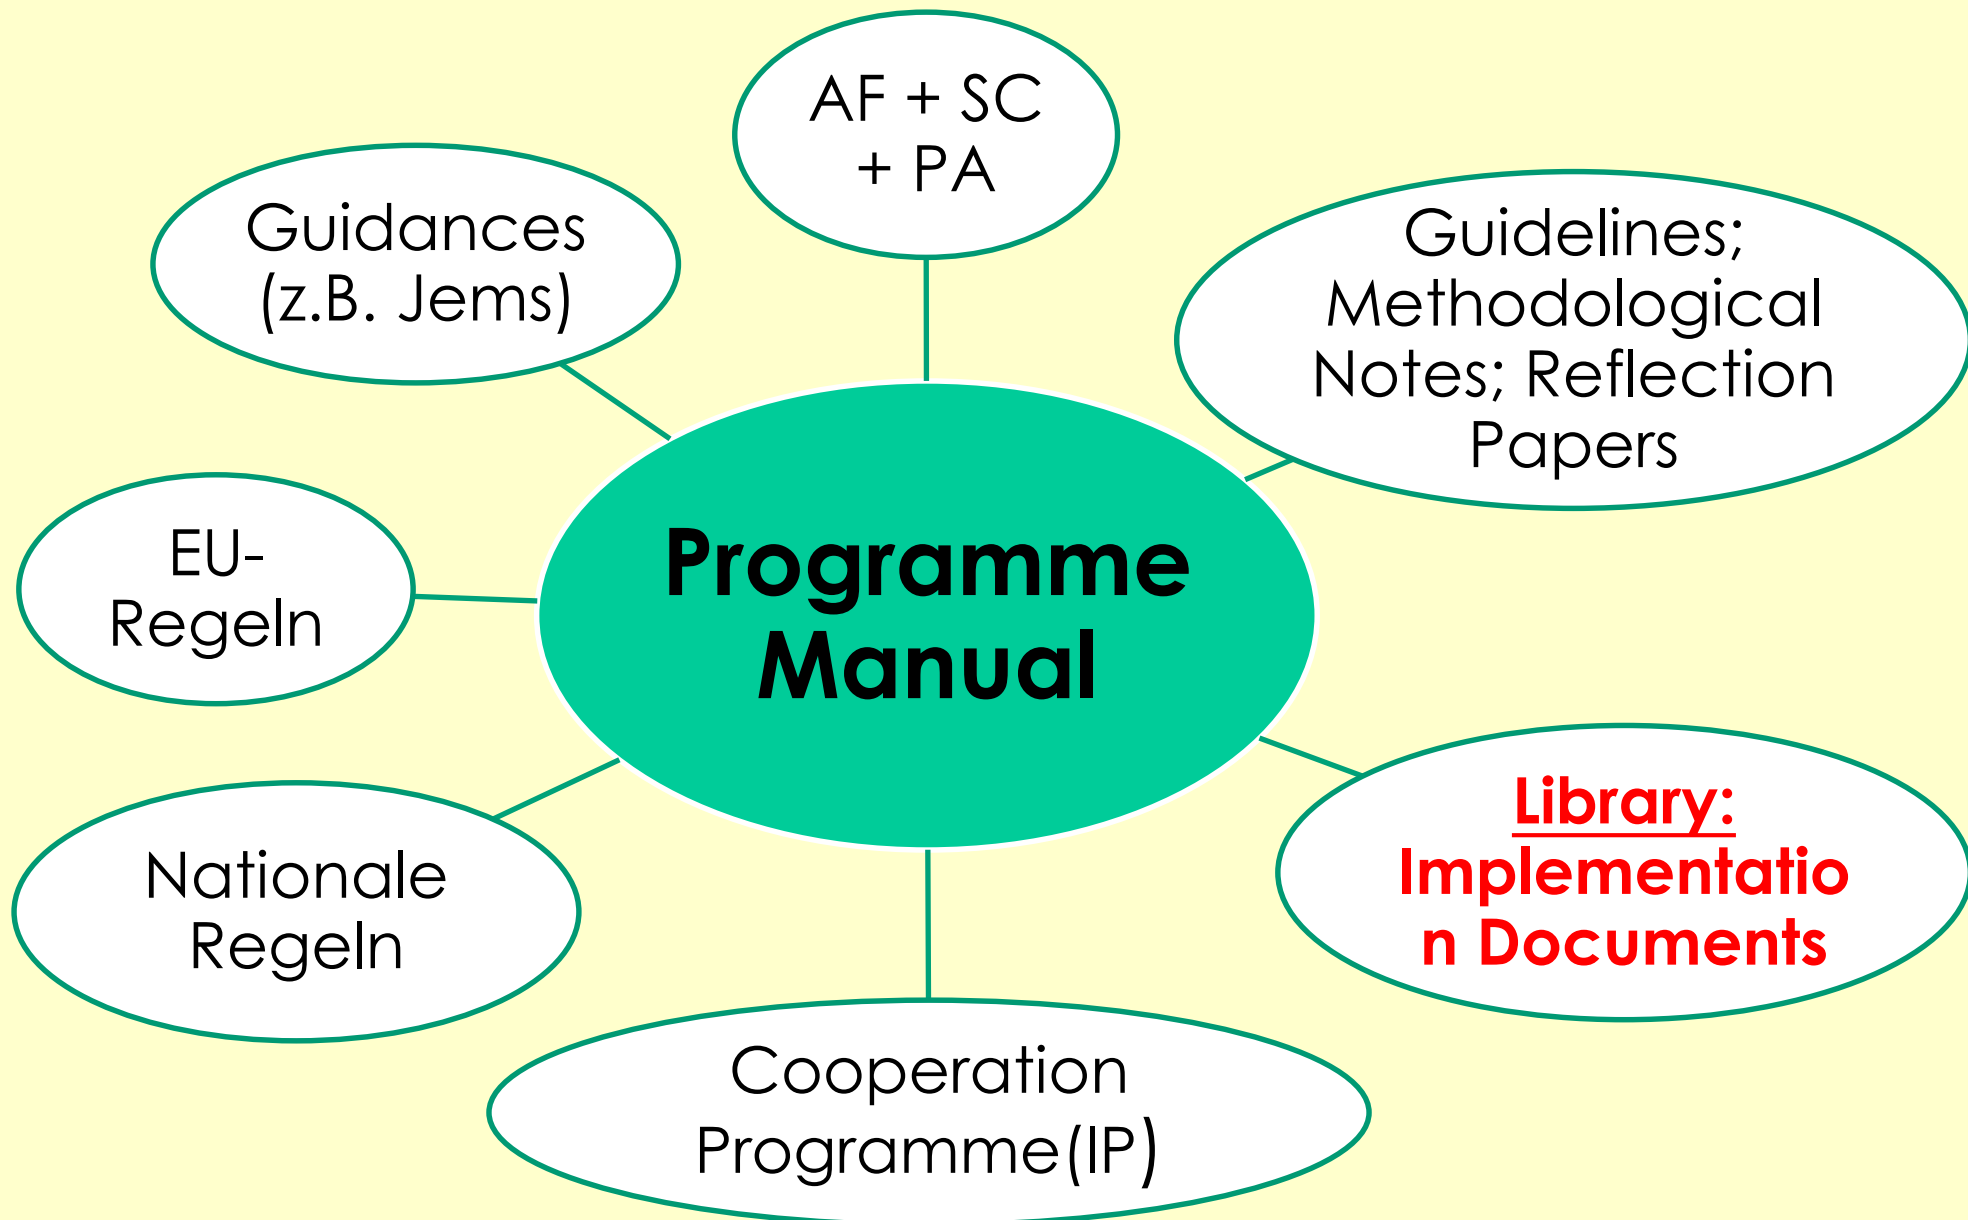 AF + SC
+ PA
Guidances
(z.B. Jems)
Guidelines;
Methodological
Notes; Reflection
Papers
EU-
Regeln
Programme
Manual
Nationale
Regeln
Library:
Implementatio
n Documents
Cooperation
Programme(IP)